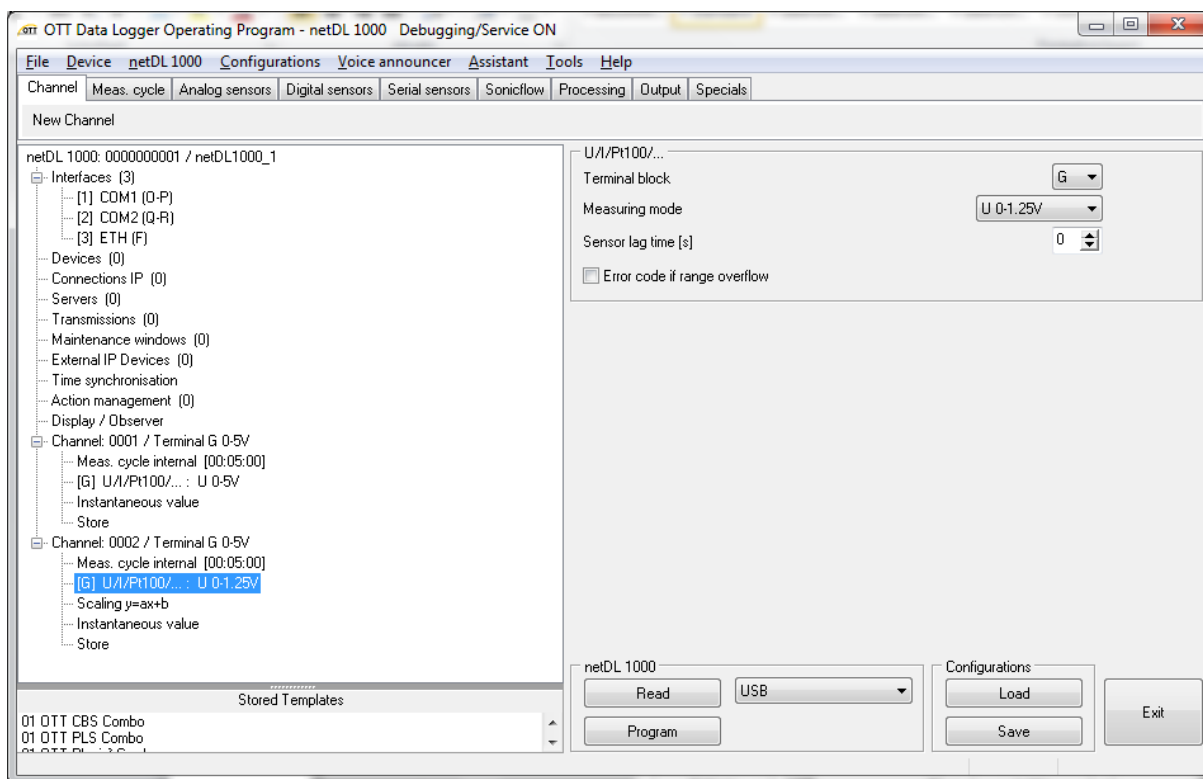 OTT Data Logger Operating Program - netDL 1000   Debugging/Service ON
File Device netDL 1000 Configurations Voice announcer Assistant Tools Help
Channel Meas. cycle Analog sensors Digital sensors Serial sensors Sonicflow Processing Output Specials
New Channel
netDL 1000: 0000000001 / netDL1000_1
Interfaces (3)
[1] COM1 (O-P)
[2] COM2 (Q-R)
[3] ETH (F)
Devices (0)
Connections IP (0)
Servers (0)
Transmissions (0)
Maintenance windows (0)
External IP Devices (0)
Time synchronisation
Action management (0)
Display / Observer
Channel: 0001 / Terminal G 0-5V
Meas. cycle internal [00:05:00]
[G] U/I/Pt100/... : U 0-5V
Instantaneous value
Store
Channel: 0002 / Terminal G 0-5V
Meas. cycle internal [00:05:00]
[G] U/I/Pt100/... : U 0-1.25V
Scaling y=ax+b
Instantaneous value
Store
Stored Templates
01 OTT CBS Combo
01 OTT PLS Combo
U/I/Pt100/...
Terminal block G
Measuring mode U 0-1.25V
Sensor lag time [s] 0
Error code if range overflow
netDL 1000
Read USB
Program
Configurations
Load
Save
Exit